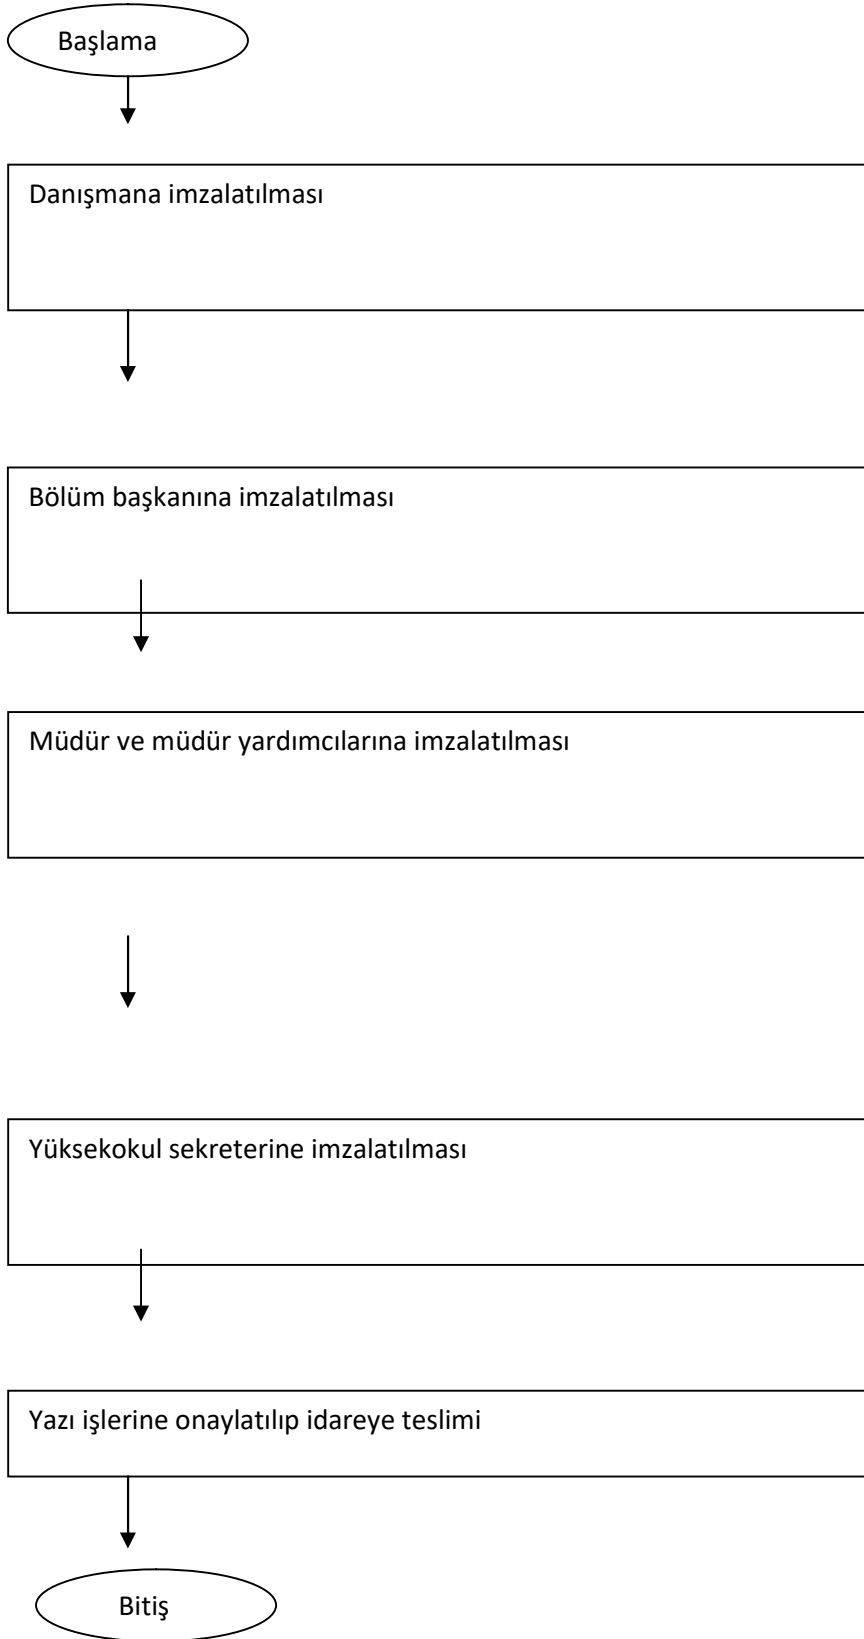 Başlama
Danışmana imzalatılması
Bölüm başkanına imzalatılması
Müdür ve müdür yardımcılarına imzalatılması
Yüksekokul sekreterine imzalatılması
Yazı işlerine onaylatılıp idareye teslimi
Bitiş